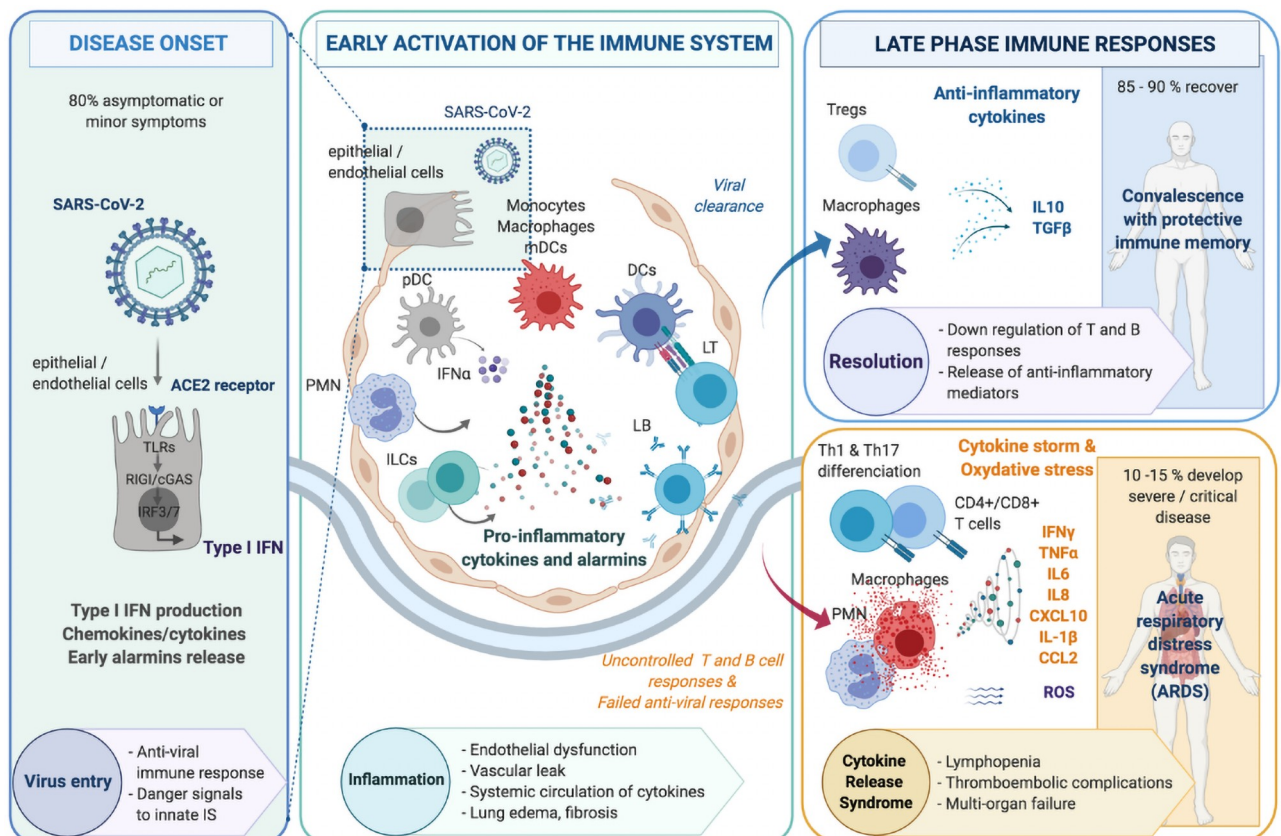 DISEASE ONSET
80% asymptomatic or
minor symptoms
SARS-CoV-2
epithelial /
endothelial cells
ACE2 receptor
TLRs
RIGI/cGAS
IRF3/7
Type I IFN
Type I IFN production
Chemokines/cytokines
Early alarmins release
Virus entry
- Anti-viral
immune response
- Danger signals
to innate IS
EARLY ACTIVATION OF THE IMMUNE SYSTEM
SARS-CoV-2
epithelial /
endothelial cells
Monocytes
Macrophages
mDCs
Viral
clearance
pDC
DCs
IFNα
LT
PMN
LB
ILCs
Pro-inflammatory
cytokines and alarmins
Uncontrolled T and B cell
responses &
Failed anti-viral responses
Inflammation
- Endothelial dysfunction
- Vascular leak
- Systemic circulation of cytokines
- Lung edema, fibrosis
LATE PHASE IMMUNE RESPONSES
Tregs
Anti-inflammatory
cytokines
85 - 90 % recover
Macrophages
IL10
TGFβ
Convalescence
with protective
immune memory
Resolution
- Down regulation of T and B
responses
- Release of anti-inflammatory
mediators
Th1 & Th17
differenciation
Cytokine storm &
Oxydative stress
10 -15 % develop
severe / critical
disease
CD4+/CD8+
T cells
IFNγ
TNFα
IL6
IL8
CXCL10
IL-1β
CCL2
Macrophages
PMN
ROS
Acute
respiratory
distress
syndrome
(ARDS)
Cytokine
Release
Syndrome
- Lymphopenia
- Thromboembolic complications
- Multi-organ failure